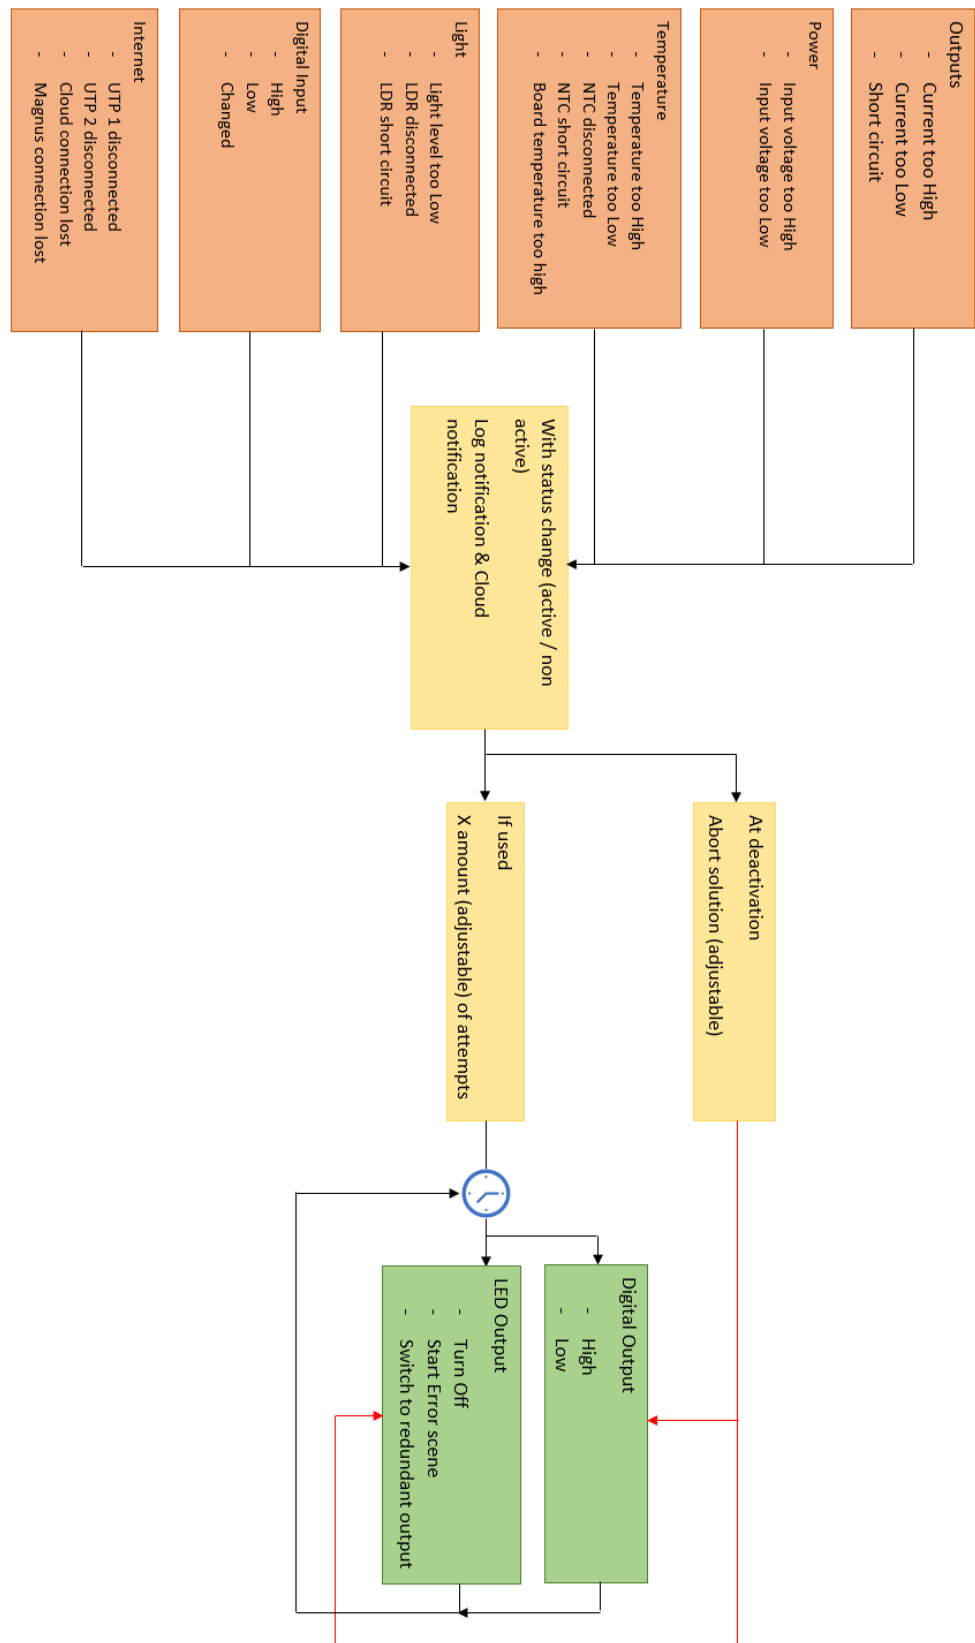 Outputs
- Current too High
- Current too Low
- Short circuit
Power
- Input voltage too High
- Input voltage too Low
Temperature
- Temperature too High
- Temperature too Low
- NTC disconnected
- NTC short circuit
- Board temperature too high
Light
- Light level too Low
- LDR disconnected
- LDR short circuit
Digital Input
- High
- Low
- Changed
Internet
- UTP 1 disconnected
- UTP 2 disconnected
- Cloud connection lost
- Magnus connection lost
With status change (active / non
active)
Log notification & Cloud
notification
At deactivation
Abort solution (adjustable)
If used
X amount (adjustable) of attempts
Digital Output
- High
- Low
LED Output
- Turn Off
- Start Error scene
- Switch to redundant output